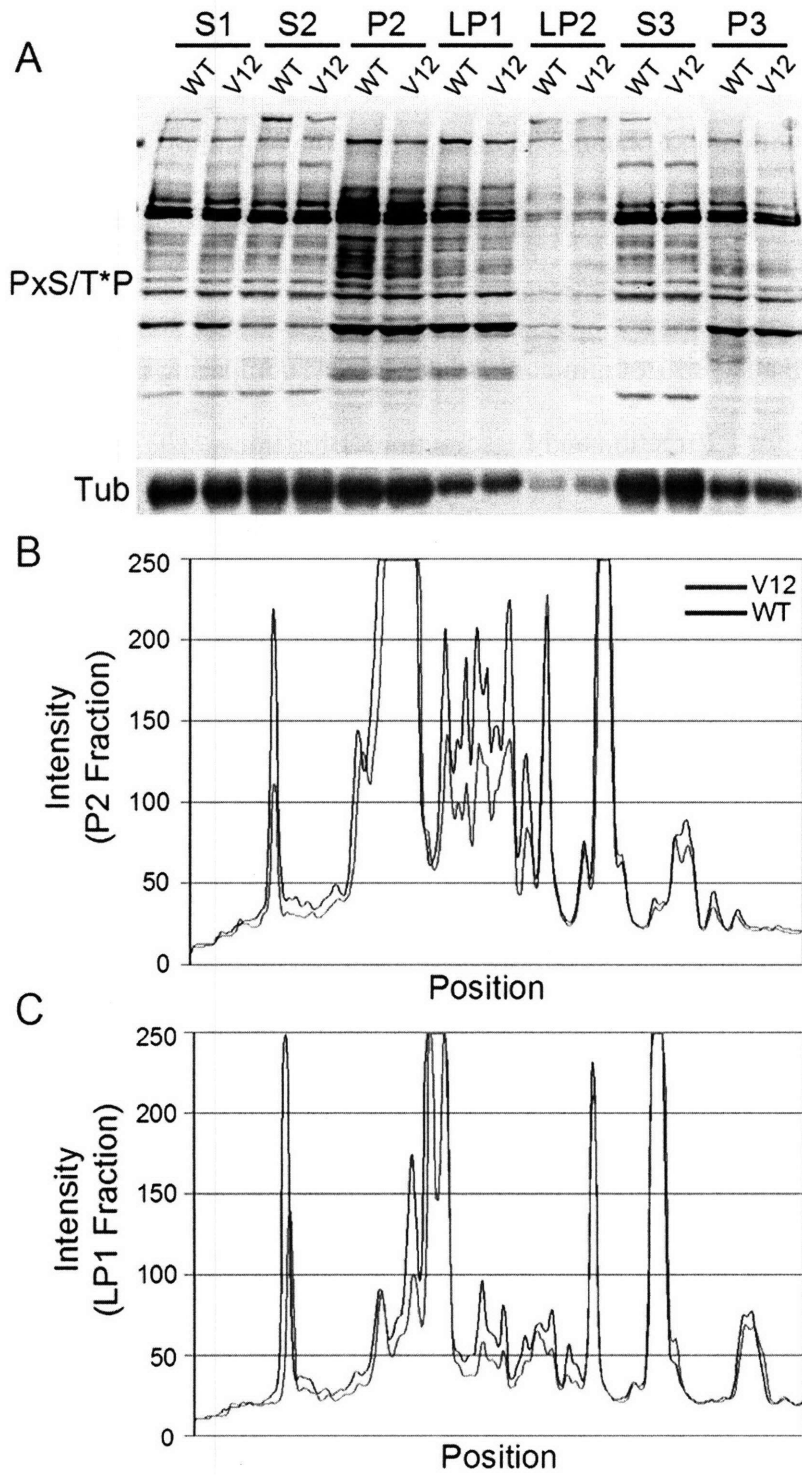 S1 S2 P2 LP1 LP2 S3 P3
A
WT V12 WT V12 WT V12 WT V12 WT V12 WT V12 WT V12
PxS/T*P
Tub
B
250
200
150
100
50
0
Intensity
(P2 Fraction)
V12
WT
Position
C
250
200
150
100
50
0
Intensity
(LP1 Fraction)
Position